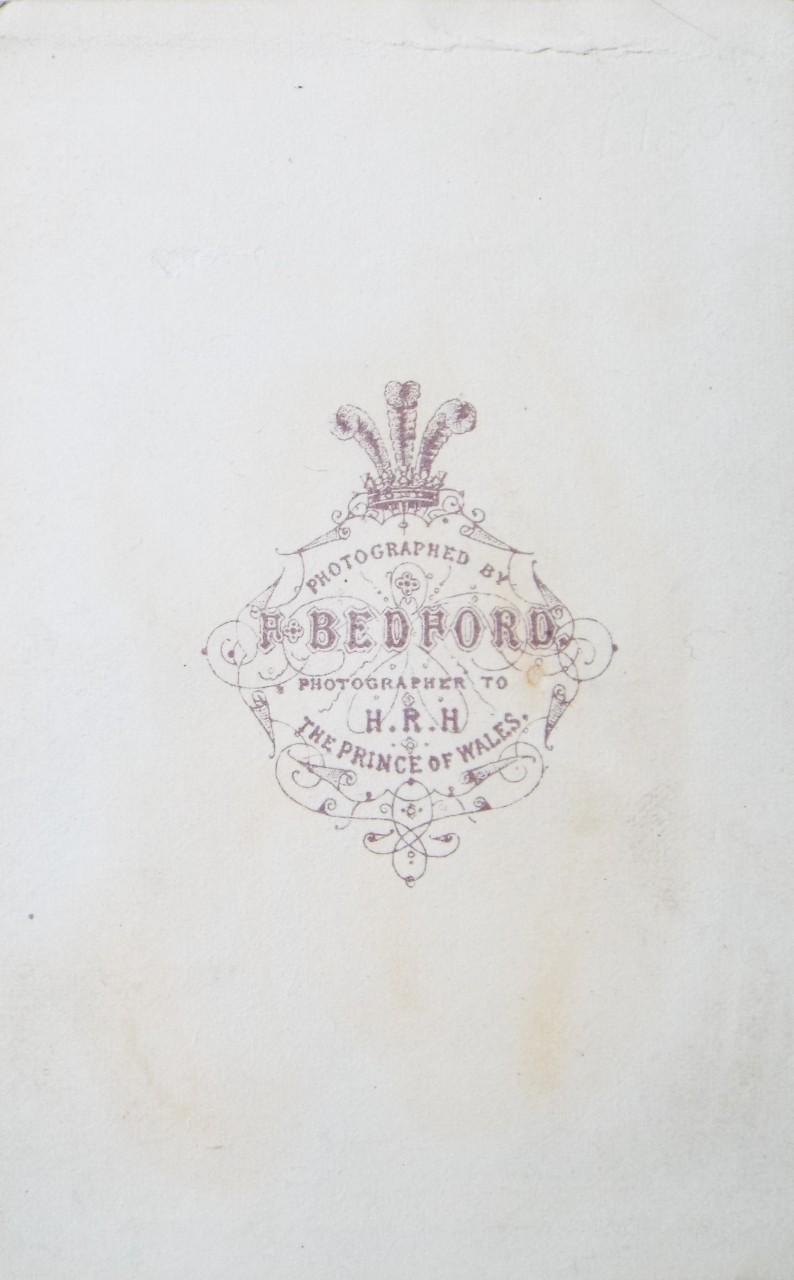 PHOTOGRAPHED BY
F. BEDFORD,
PHOTOGRAPHER TO
H.R.H
THE PRINCE OF WALES.